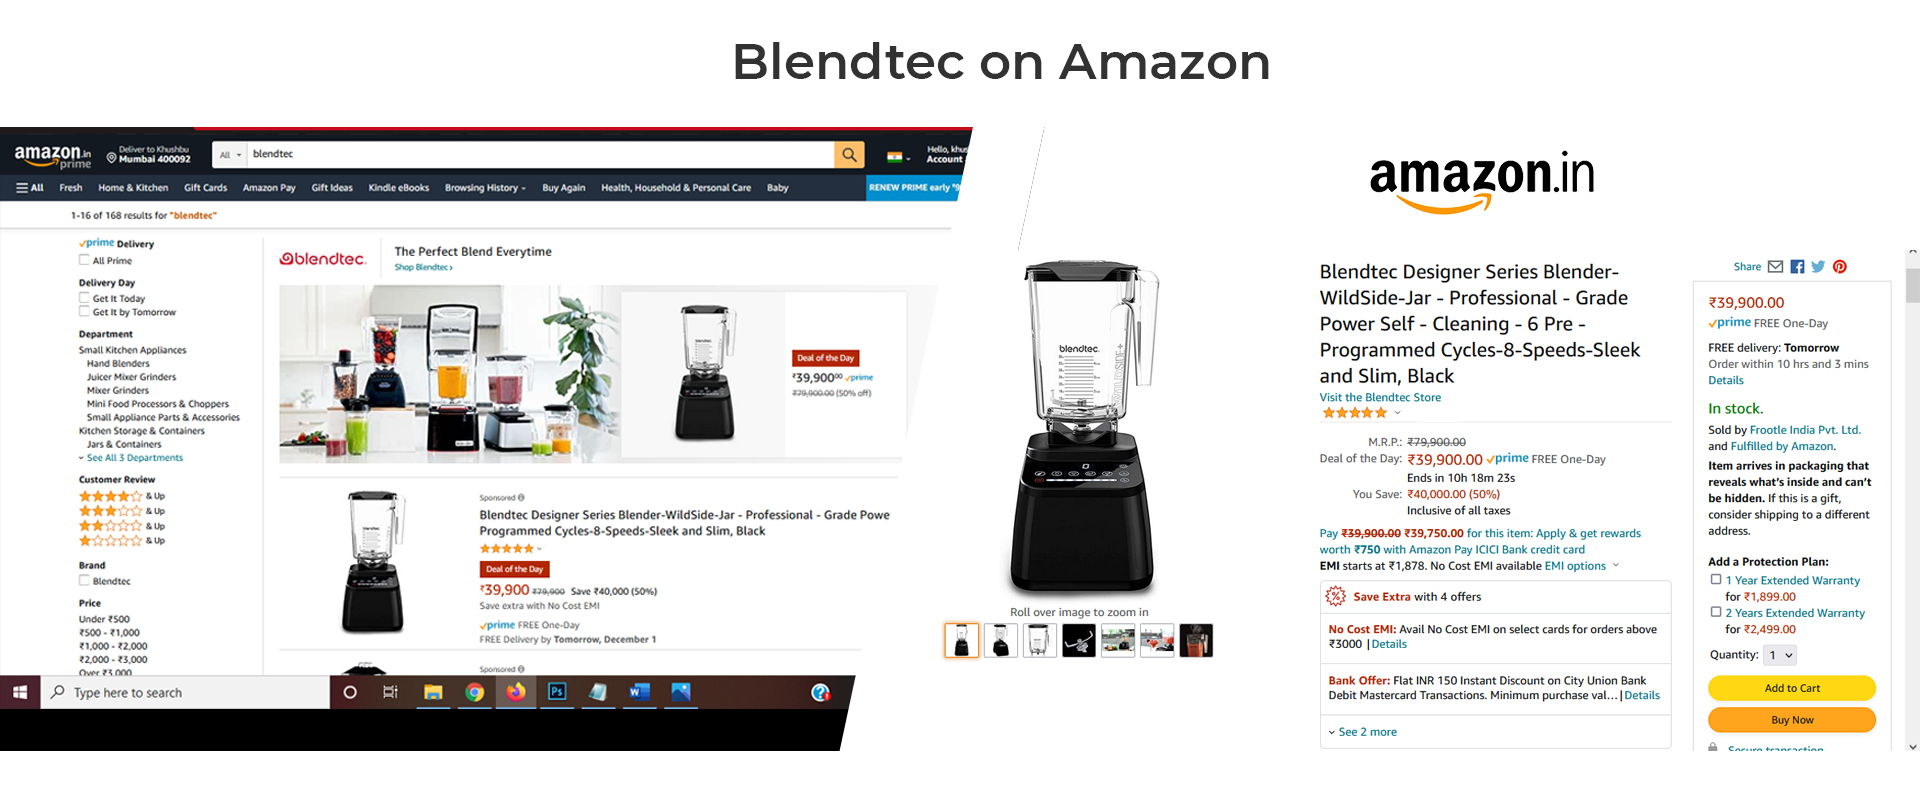 Blendtec on Amazon
amazon.in
prime
Deliver to Khushbu
Mumbai 400092
All
blendtec
Hello, khus
Account
All Fresh Home & Kitchen Gift Cards Amazon Pay Gift Ideas Kindle eBooks Browsing History Buy Again Health, Household & Personal Care Baby
RENEW PRIME early
1-16 of 168 results for "blendtec"
prime Delivery
All Prime
Delivery Day
Get It Today
Get It by Tomorrow
Department
Small Kitchen Appliances
Hand Blenders
Juicer Mixer Grinders
Mixer Grinders
Mini Food Processors & Choppers
Small Appliance Parts & Accessories
Kitchen Storage & Containers
Jars & Containers
See All 3 Departments
Customer Review
& Up
& Up
& Up
& Up
Brand
Blendtec
Price
Under ₹500
₹500 - ₹1,000
₹1,000 - ₹2,000
₹2,000 - ₹3,000
Over ₹3,000
blendtec.
The Perfect Blend Everytime
Shop Blendtec ›
blendtec
Deal of the Day
₹39,900⁰⁰ prime
₹79,900.00 (50% off)
Sponsored
Blendtec Designer Series Blender-WildSide-Jar - Professional - Grade Powe
Programmed Cycles-8-Speeds-Sleek and Slim, Black
Deal of the Day
₹39,900 ₹79,900 Save ₹40,000 (50%)
Save extra with No Cost EMI
prime FREE One-Day
FREE Delivery by Tomorrow, December 1
Sponsored
blendtec
Type here to search
amazon.in
blendtec.
WILDSIDE+
Roll over image to zoom in
Blendtec Designer Series Blender-
WildSide-Jar - Professional - Grade
Power Self - Cleaning - 6 Pre -
Programmed Cycles-8-Speeds-Sleek
and Slim, Black
Visit the Blendtec Store
M.R.P.: ₹79,900.00
Deal of the Day: ₹39,900.00 prime FREE One-Day
Ends in 10h 18m 23s
You Save: ₹40,000.00 (50%)
Inclusive of all taxes
Pay ₹39,900.00 ₹39,750.00 for this item: Apply & get rewards
worth ₹750 with Amazon Pay ICICI Bank credit card
EMI starts at ₹1,878. No Cost EMI available EMI options
Save Extra with 4 offers
No Cost EMI: Avail No Cost EMI on select cards for orders above
₹3000 | Details
Bank Offer: Flat INR 150 Instant Discount on City Union Bank
Debit Mastercard Transactions. Minimum purchase val... | Details
See 2 more
Share
₹39,900.00
prime FREE One-Day
FREE delivery: Tomorrow
Order within 10 hrs and 3 mins
Details
In stock.
Sold by Frootle India Pvt. Ltd.
and Fulfilled by Amazon.
Item arrives in packaging that
reveals what's inside and can't
be hidden. If this is a gift,
consider shipping to a different
address.
Add a Protection Plan:
1 Year Extended Warranty
for ₹1,899.00
2 Years Extended Warranty
for ₹2,499.00
Quantity: 1
Add to Cart
Buy Now
Secure transaction